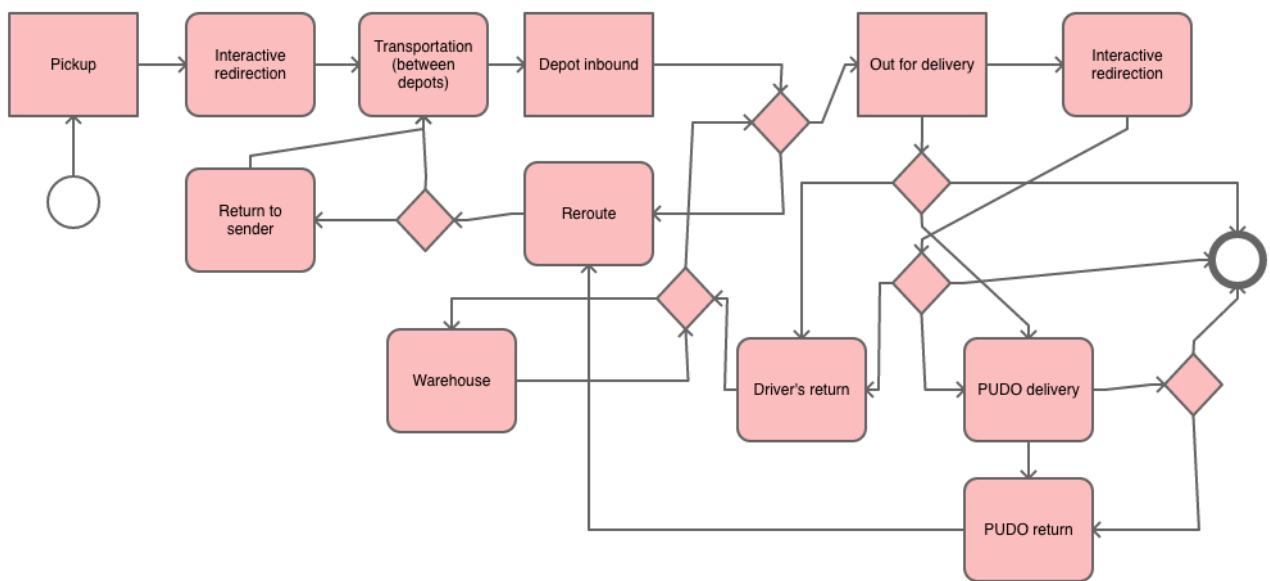 Pickup
Interactive
redirection
Transportation
(between
depots)
Depot inbound
Out for delivery
Interactive
redirection
Return to
sender
Reroute
Warehouse
Driver's return
PUDO delivery
PUDO return